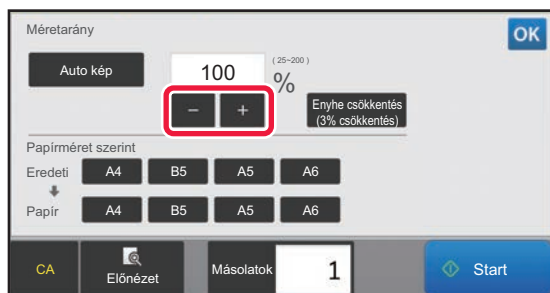 Méretarány
OK
Auto kép
100
(25~200)
%
- +
Enyhe csökkentés
(3% csökkentés)
Papírméret szerint
Eredeti A4 B5 A5 A6
Papír A4 B5 A5 A6
CA
Előnézet
Másolatok
1
Start